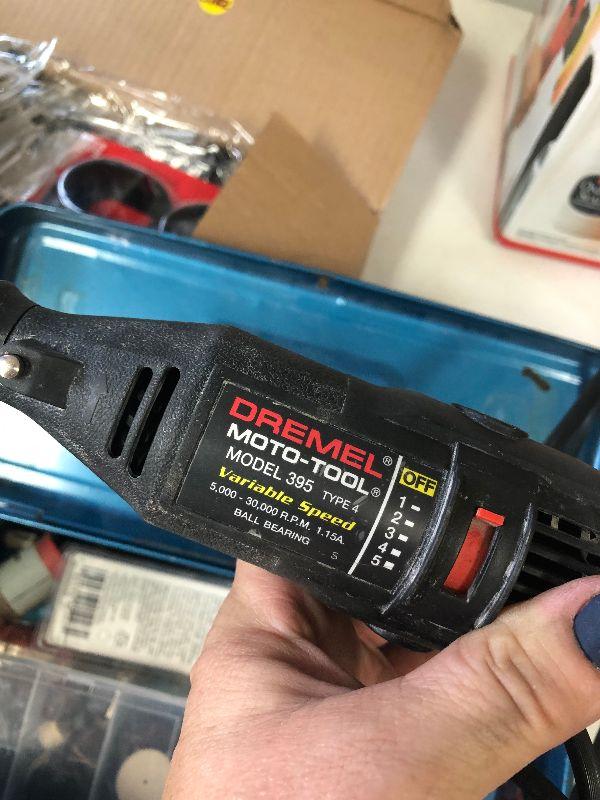 DREMEL®
MOTO-TOOL®
MODEL 395 TYPE 4
Variable Speed
5,000 - 30,000 R.P.M. 1.15A.
BALL BEARING
S
OFF
1
2
3
4
5